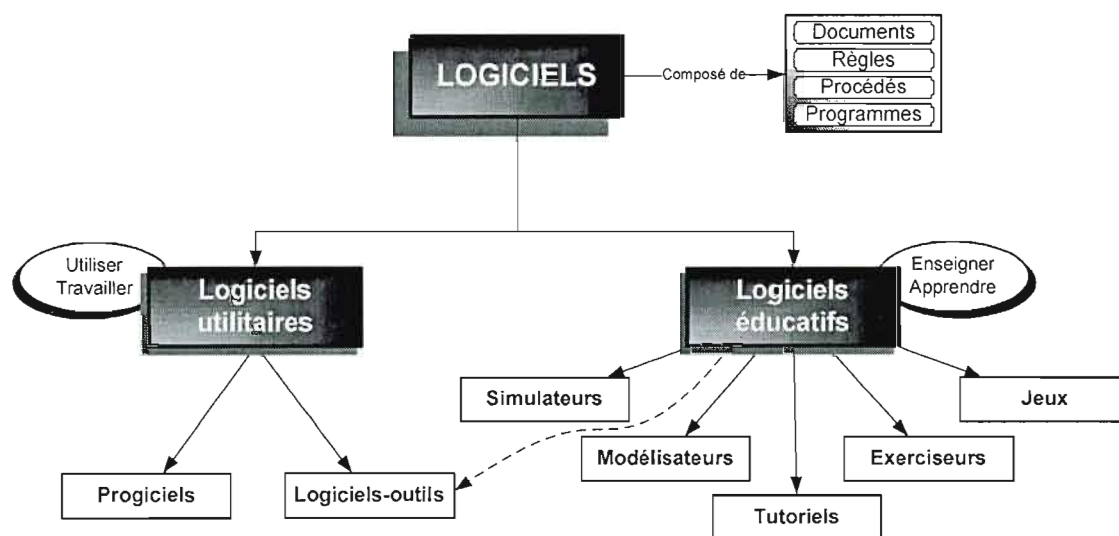 LOGICIELS
Composé de
Documents
Règles
Procédés
Programmes
Utiliser
Travailler
Logiciels
utilitaires
Logiciels
éducatifs
Enseigner
Apprendre
Simulateurs
Jeux
Modélisateurs
Exerciseurs
Progiciels
Logiciels-outils
Tutoriels